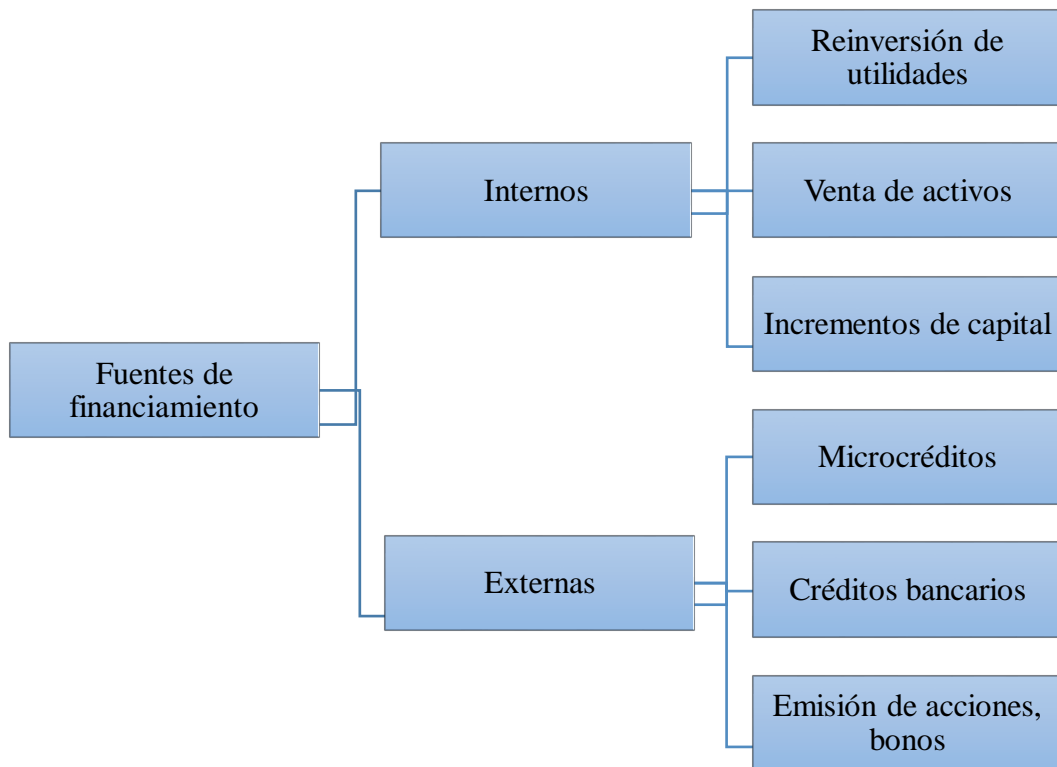 Fuentes de
financiamiento
Internos
Reinversión de
utilidades
Venta de activos
Incrementos de capital
Externas
Microcréditos
Créditos bancarios
Emisión de acciones,
bonos